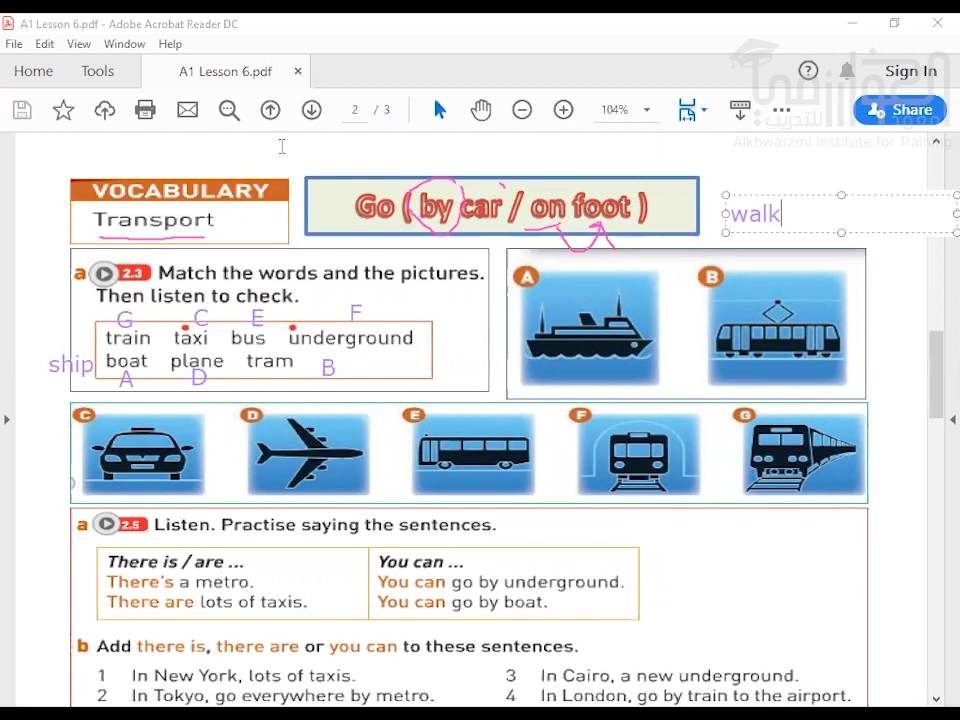 A1 Lesson 6.pdf - Adobe Acrobat Reader DC
File Edit View Window Help
Home Tools A1 Lesson 6.pdf × Sign In
2 / 3 104% Share
معهد الخوارزمي للتدريب
Alkhwarzmi Institute for Training
VOCABULARY
Transport
Go ( by car / on foot )
walk
a 2.3 Match the words and the pictures.
Then listen to check.
G C E F
train taxi bus underground
ship boat plane tram
A D B
A B
C D E F G
a 2.5 Listen. Practise saying the sentences.
There is / are ... You can ...
There's a metro. You can go by underground.
There are lots of taxis. You can go by boat.
b Add there is, there are or you can to these sentences.
1 In New York, lots of taxis. 3 In Cairo, a new underground.
2 In Tokyo, go everywhere by metro. 4 In London, go by train to the airport.